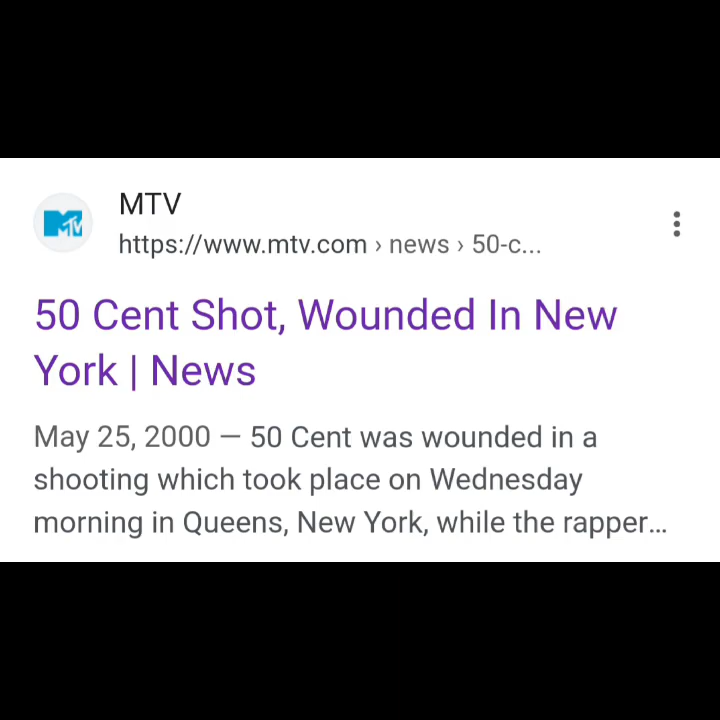 MTV
https://www.mtv.com › news › 50-c...
50 Cent Shot, Wounded In New
York | News
May 25, 2000 — 50 Cent was wounded in a
shooting which took place on Wednesday
morning in Queens, New York, while the rapper...